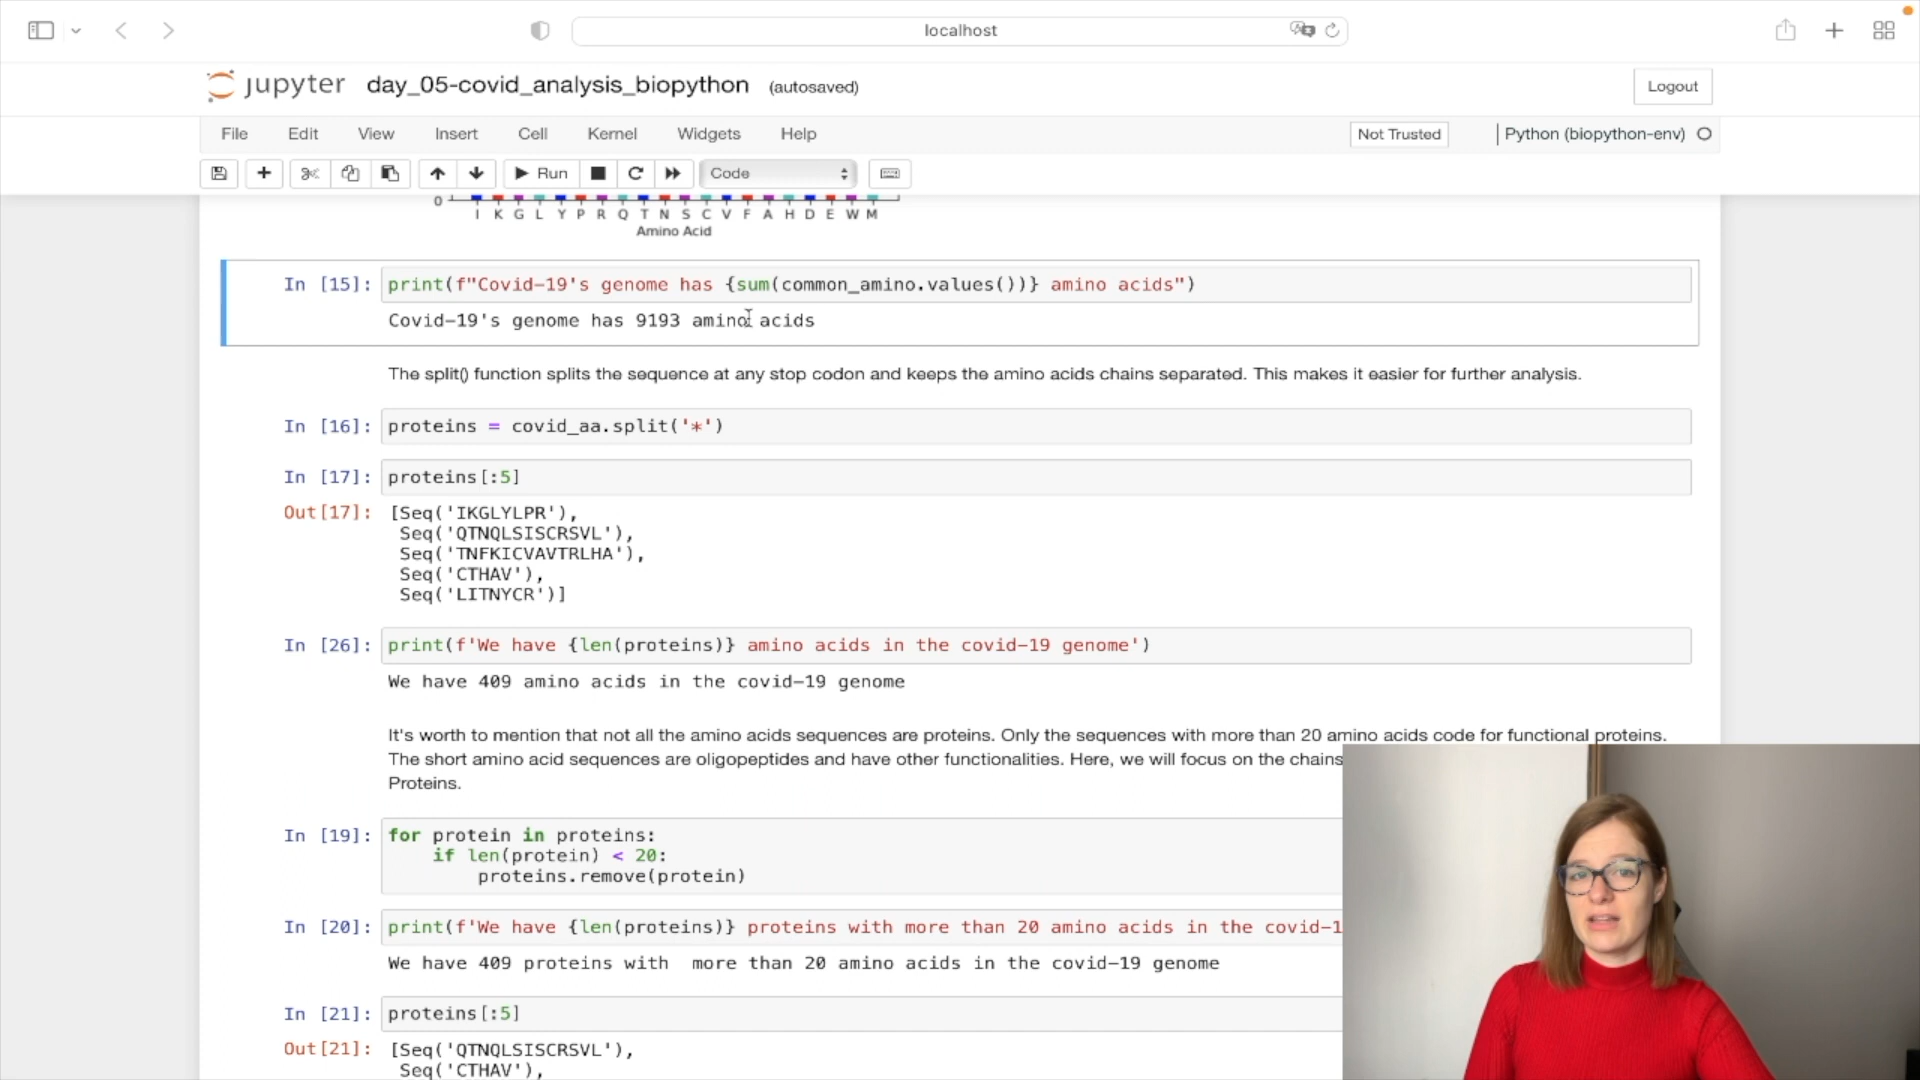 localhost
jupyter day_05-covid_analysis_biopython (autosaved)
Logout
File Edit View Insert Cell Kernel Widgets Help
Not Trusted
Python (biopython-env)
Run
Code
0
I K G L Y P R Q T N S C V F A H D E W M
Amino Acid
In [15]: print(f"Covid-19's genome has {sum(common_amino.values())} amino acids")
Covid-19's genome has 9193 amino acids
The split() function splits the sequence at any stop codon and keeps the amino acids chains separated. This makes it easier for further analysis.
In [16]: proteins = covid_aa.split('*')
In [17]: proteins[:5]
Out[17]: [Seq('IKGLYLPR'),
Seq('QTNQLSISCRSVL'),
Seq('TNFKICVAVTRLHA'),
Seq('CTHAV'),
Seq('LITNYCR')]
In [26]: print(f'We have {len(proteins)} amino acids in the covid-19 genome')
We have 409 amino acids in the covid-19 genome
It's worth to mention that not all the amino acids sequences are proteins. Only the sequences with more than 20 amino acids code for functional proteins.
The short amino acid sequences are oligopeptides and have other functionalities. Here, we will focus on the chains
Proteins.
In [19]: for protein in proteins:
if len(protein) < 20:
proteins.remove(protein)
In [20]: print(f'We have {len(proteins)} proteins with more than 20 amino acids in the covid-1
We have 409 proteins with  more than 20 amino acids in the covid-19 genome
In [21]: proteins[:5]
Out[21]: [Seq('QTNQLSISCRSVL'),
Seq('CTHAV'),